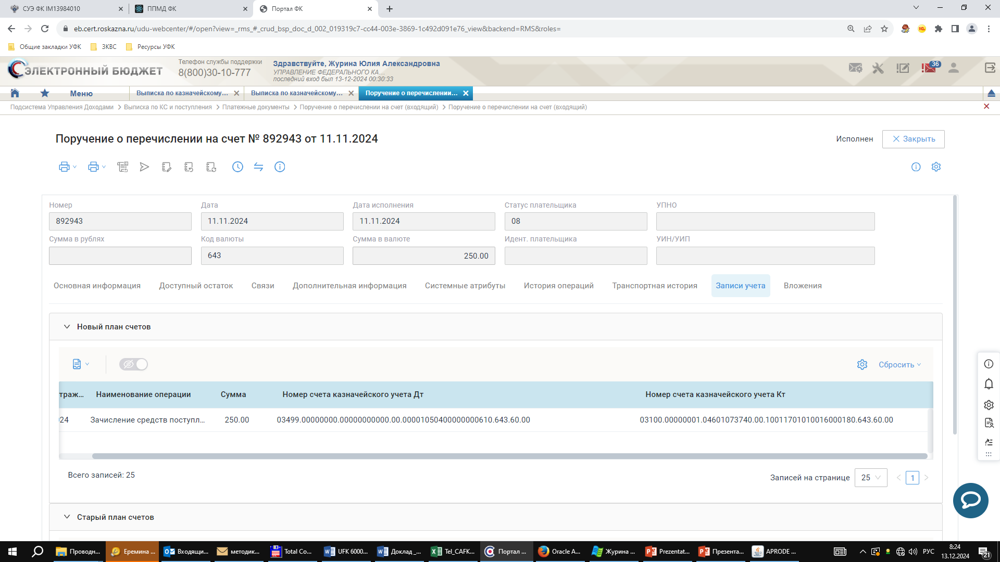 СУЭ ФК IM13984010
ППМД ФК
Портал ФК
eb.cert.roskazna.ru/udu-webcenter/#/open?view=_rms_#_crud_bsp_doc_d_002_019319c7-cc44-003e-3869-1c492d091e76_view&backend=RMS&roles=
Общие закладки УФК ЗКВС Ресурсы УФК
ЭЛЕКТРОННЫЙ БЮДЖЕТ
Телефон службы поддержки
8(800)30-10-777
Здравствуйте, Журина Юлия Александровна
УПРАВЛЕНИЕ ФЕДЕРАЛЬНОГО КА...
последний вход был 13-12-2024 00:30:33
36
Меню Выписка по казначейскому... Выписка по казначейскому... Поручение о перечислении...
Подсистема Управления Доходами > Выписка по КС и поступления > Платежные документы > Поручение о перечислении на счет (входящий) > Поручение о перечислении на счет (входящий)
Поручение о перечислении на счет № 892943 от 11.11.2024
Исполнен Закрыть
Номер Дата Дата исполнения Статус плательщика УПНО
892943 11.11.2024 11.11.2024 08
Сумма в рублях Код валюты Сумма в валюте Идент. плательщика УИН/УИП
643 250.00
Основная информация Доступный остаток Связи Дополнительная информация Системные атрибуты История операций Транспортная история Записи учета Вложения
Новый план счетов
Сбросить
траж... Наименование операции Сумма Номер счета казначейского учета Дт Номер счета казначейского учета Кт
024 Зачисление средств поступл... 250.00 03499.00000000.00000000000.00.00001050400000000610.643.60.00 03100.00000001.04601073740.00.10011701010016000180.643.60.00
Всего записей: 25
Записей на странице 25 1
Старый план счетов
Проводн... Еремина ... Входящи... методик... Total Co... UFK 6000... Доклад _... Tel_CAFK... Портал ... Oracle A... Журина ... Prezentat... Презента... APRODE ... РУС
8:24
13.12.2024
21